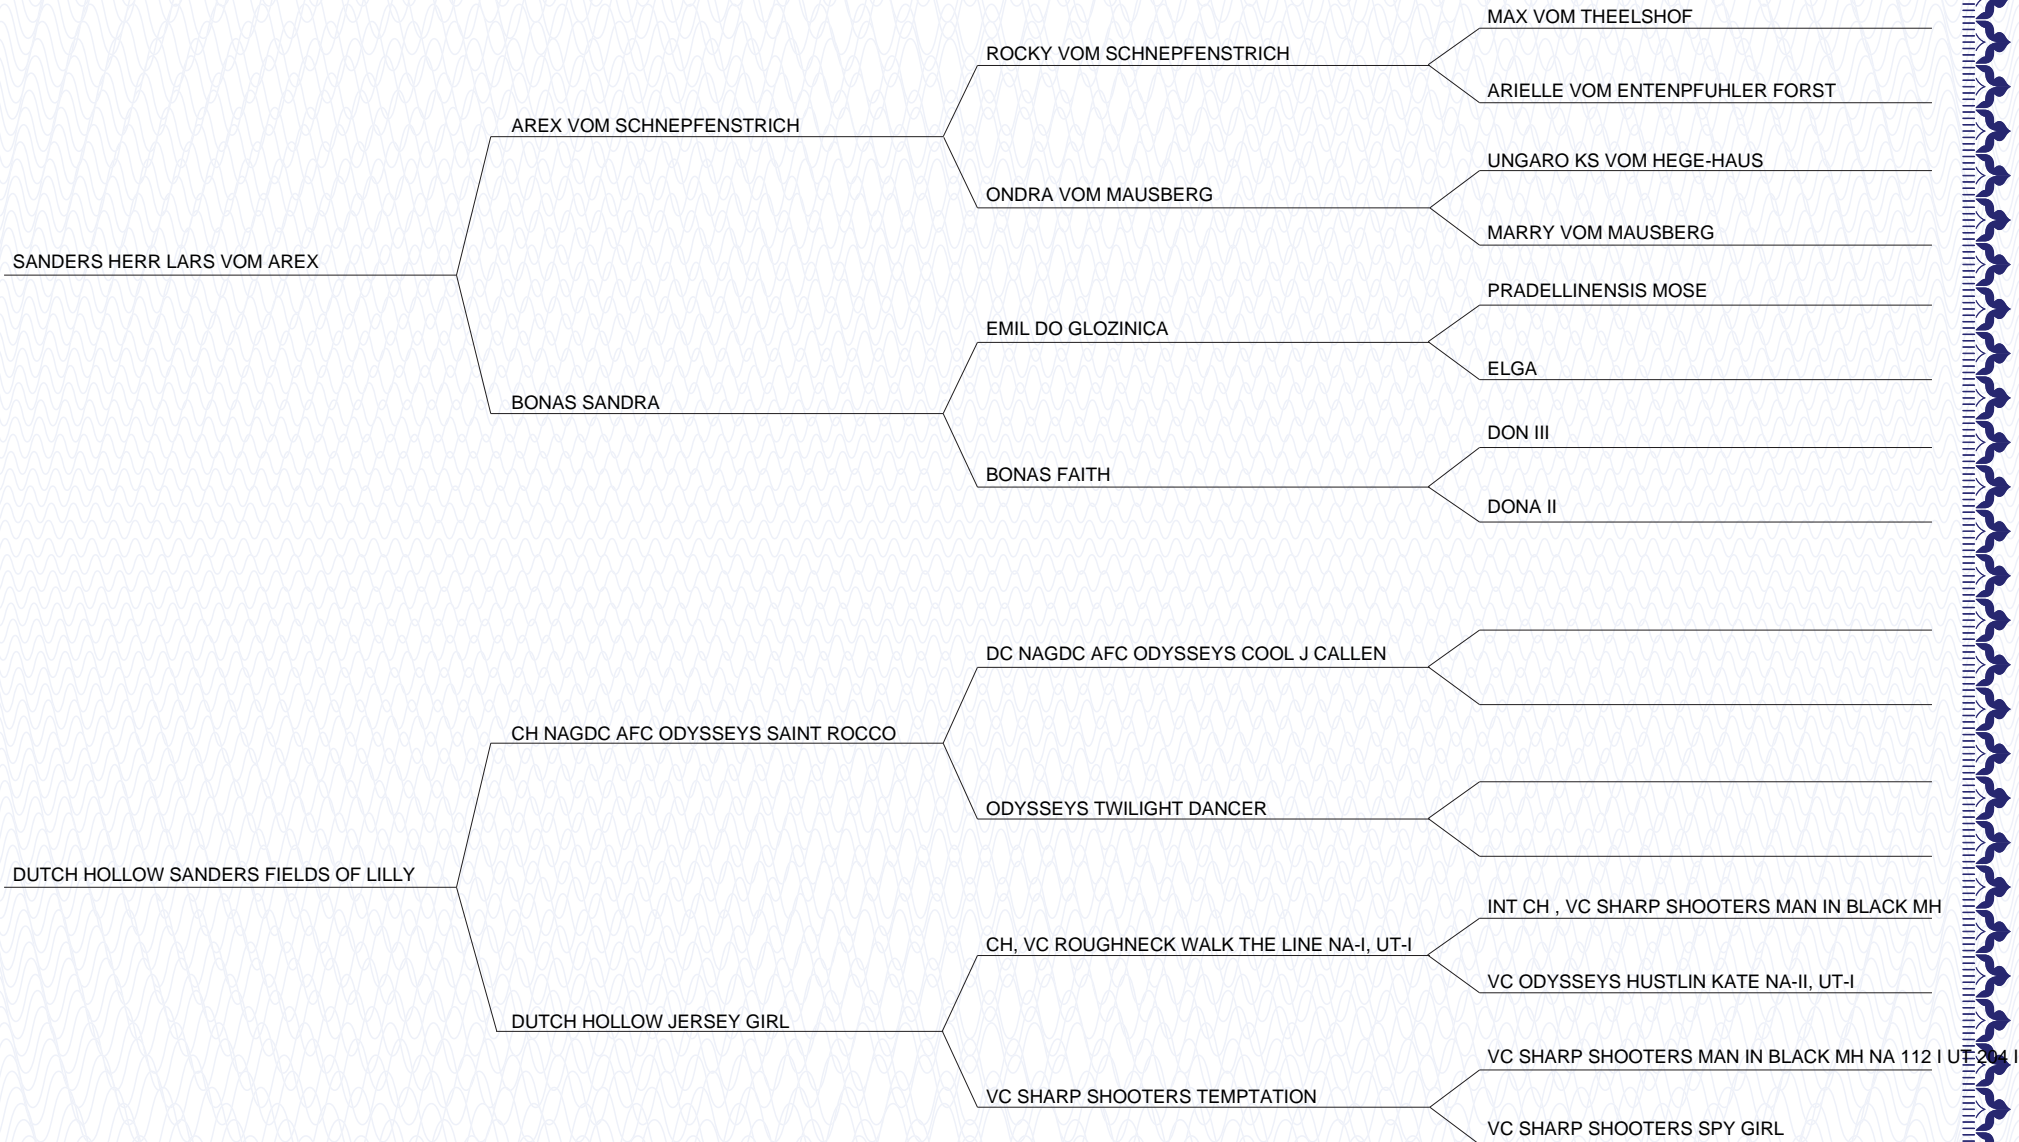 MAX VOM THEELSHOF
ROCKY VOM SCHNEPFENSTRICH
ARIELLE VOM ENTENPFUHLER FORST
AREX VOM SCHNEPFENSTRICH
UNGARO KS VOM HEGE-HAUS
ONDRA VOM MAUSBERG
MARRY VOM MAUSBERG
SANDERS HERR LARS VOM AREX
PRADELLINENSIS MOSE
EMIL DO GLOZINICA
ELGA
BONAS SANDRA
DON III
BONAS FAITH
DONA II
DC NAGDC AFC ODYSSEYS COOL J CALLEN
CH NAGDC AFC ODYSSEYS SAINT ROCCO
ODYSSEYS TWILIGHT DANCER
DUTCH HOLLOW SANDERS FIELDS OF LILLY
INT CH , VC SHARP SHOOTERS MAN IN BLACK MH
CH, VC ROUGHNECK WALK THE LINE NA-I, UT-I
VC ODYSSEYS HUSTLIN KATE NA-II, UT-I
DUTCH HOLLOW JERSEY GIRL
VC SHARP SHOOTERS MAN IN BLACK MH NA 112 I UT 204 I
VC SHARP SHOOTERS TEMPTATION
VC SHARP SHOOTERS SPY GIRL